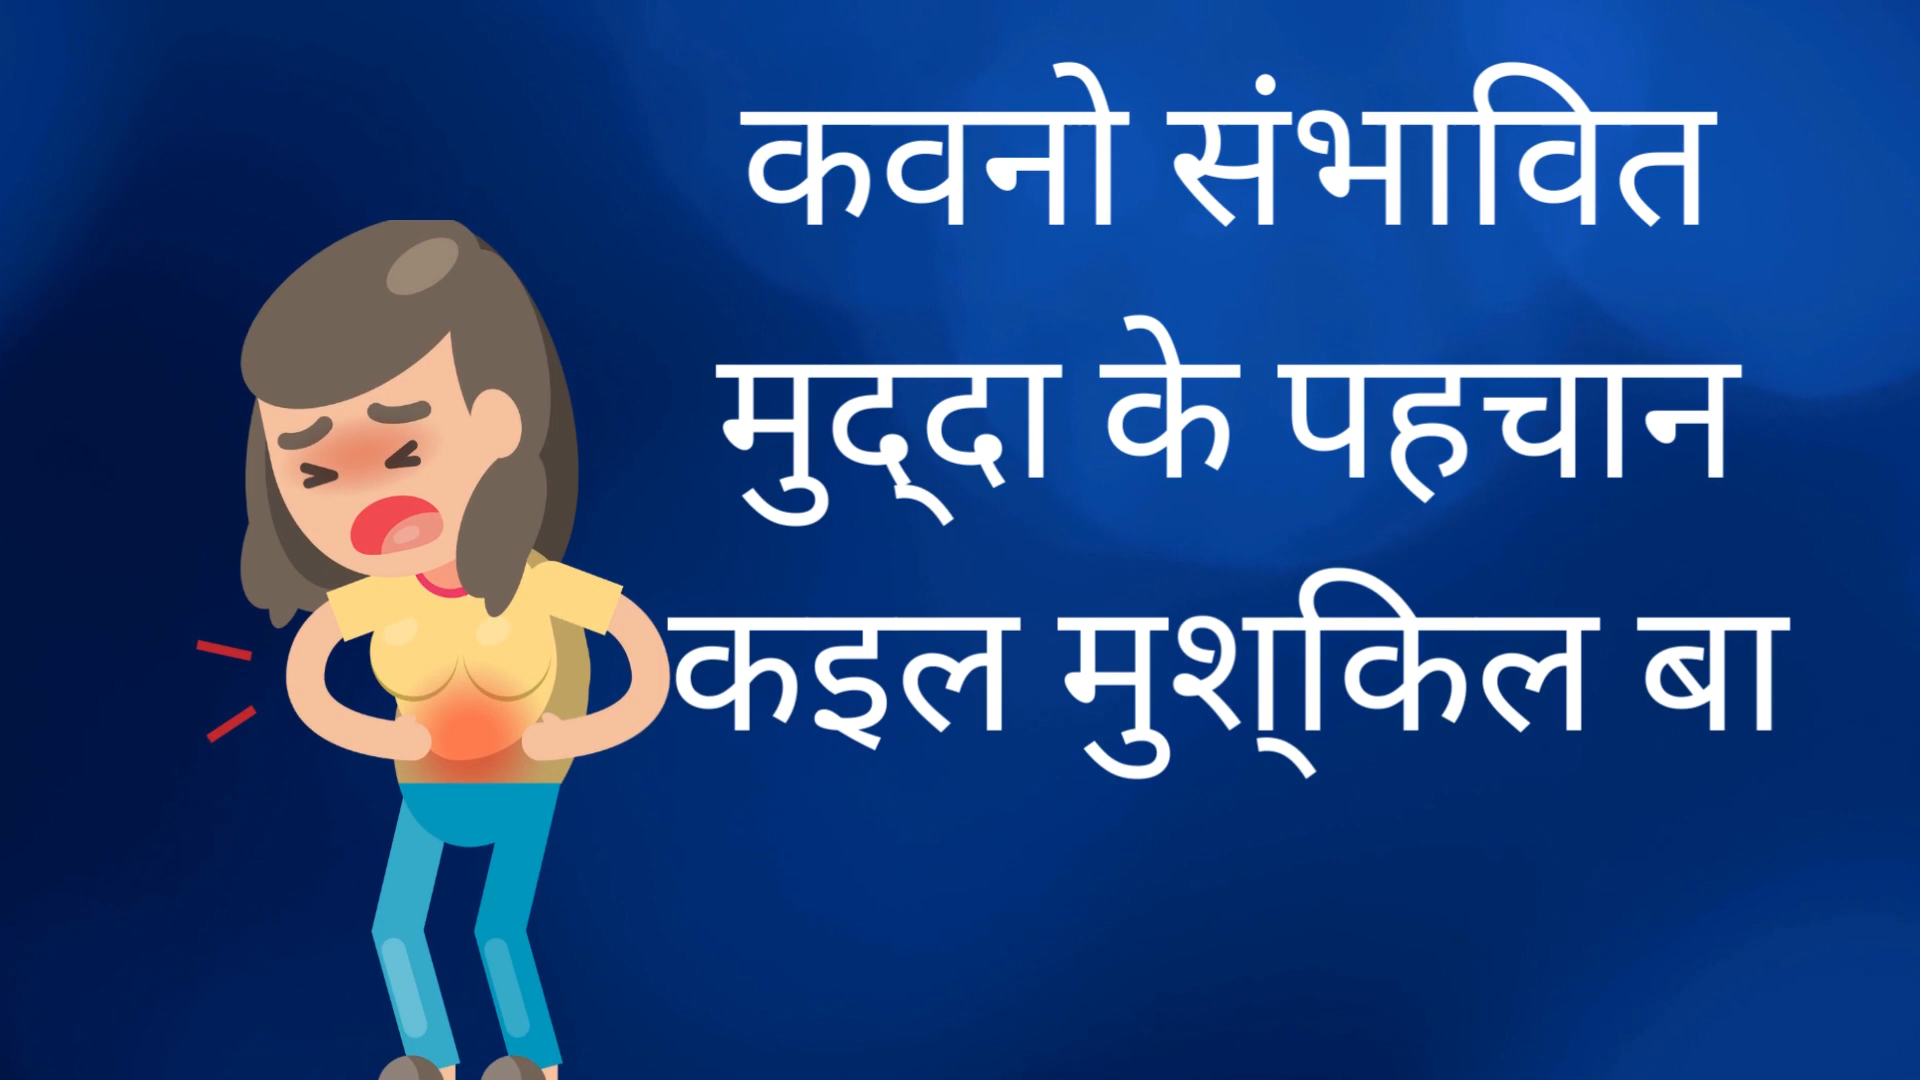 कवनो संभावित
मुद्दा के पहचान
कइल मुश्किल बा